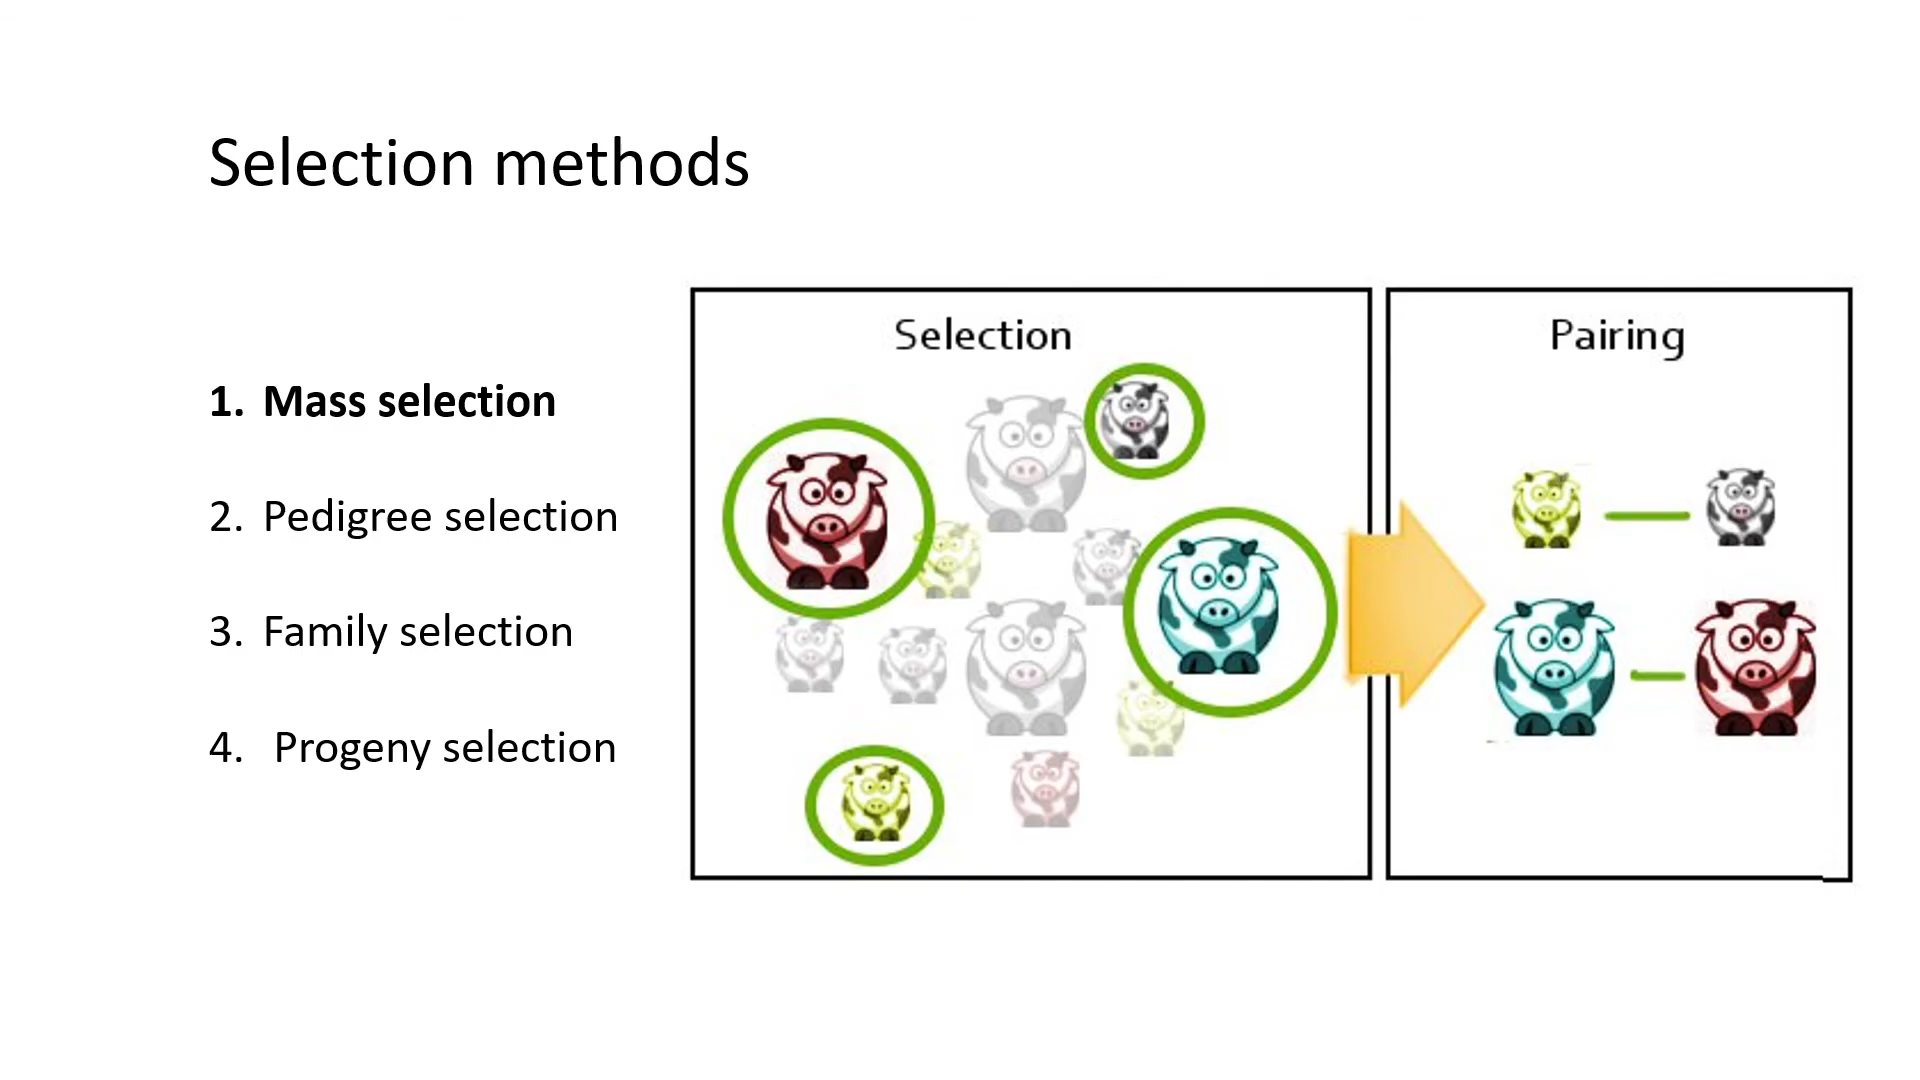 Selection methods
1. Mass selection
2. Pedigree selection
3. Family selection
4. Progeny selection
Selection
Pairing